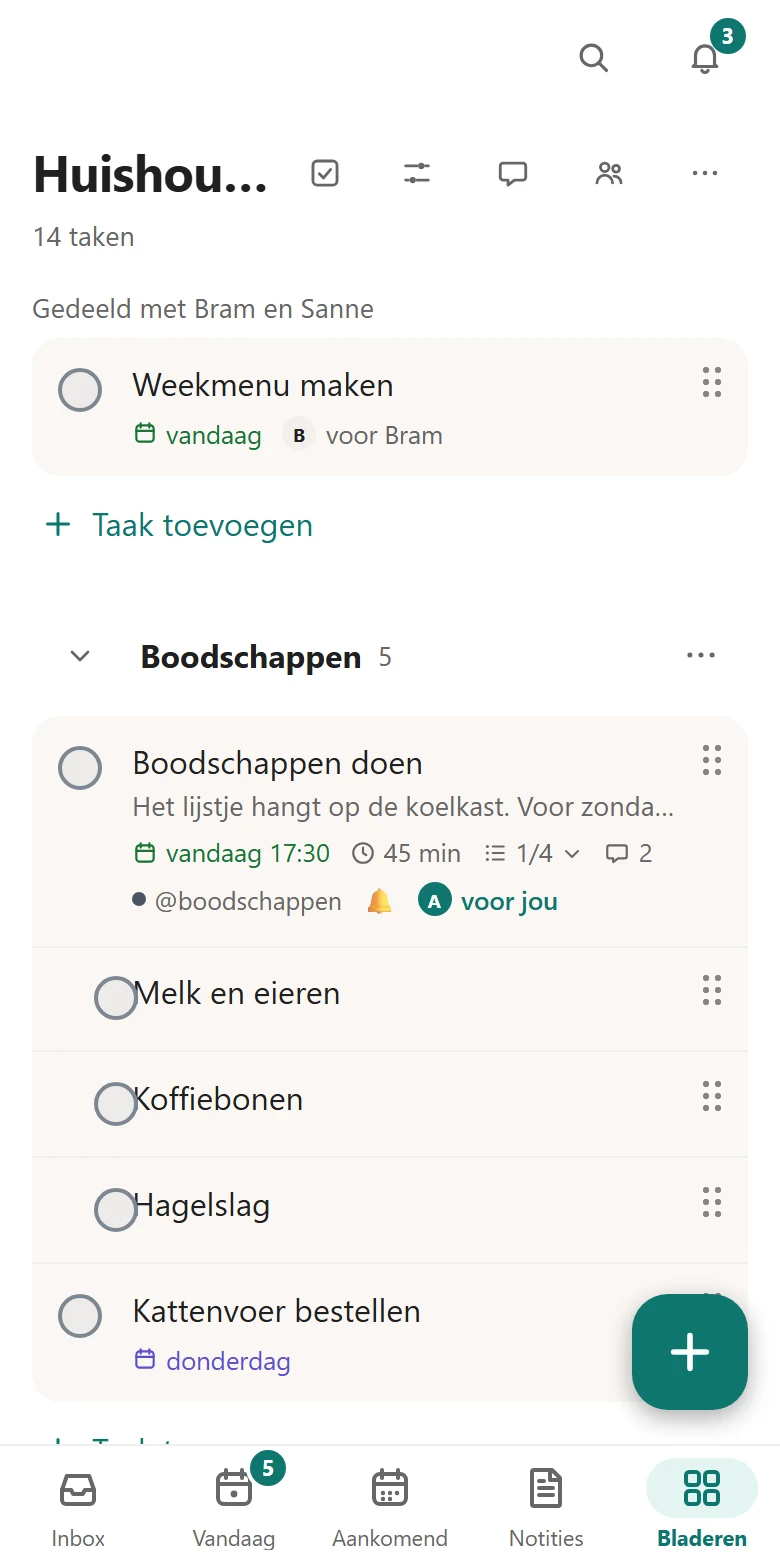 3
Huishou...
14 taken
Gedeeld met Bram en Sanne
Weekmenu maken
vandaag B voor Bram
Taak toevoegen
Boodschappen 5
Boodschappen doen
Het lijstje hangt op de koelkast. Voor zonda...
vandaag 17:30 45 min 1/4 2
@boodschappen A voor jou
Melk en eieren
Koffiebonen
Hagelslag
Kattenvoer bestellen
donderdag
5
Inbox Vandaag Aankomend Notities Bladeren